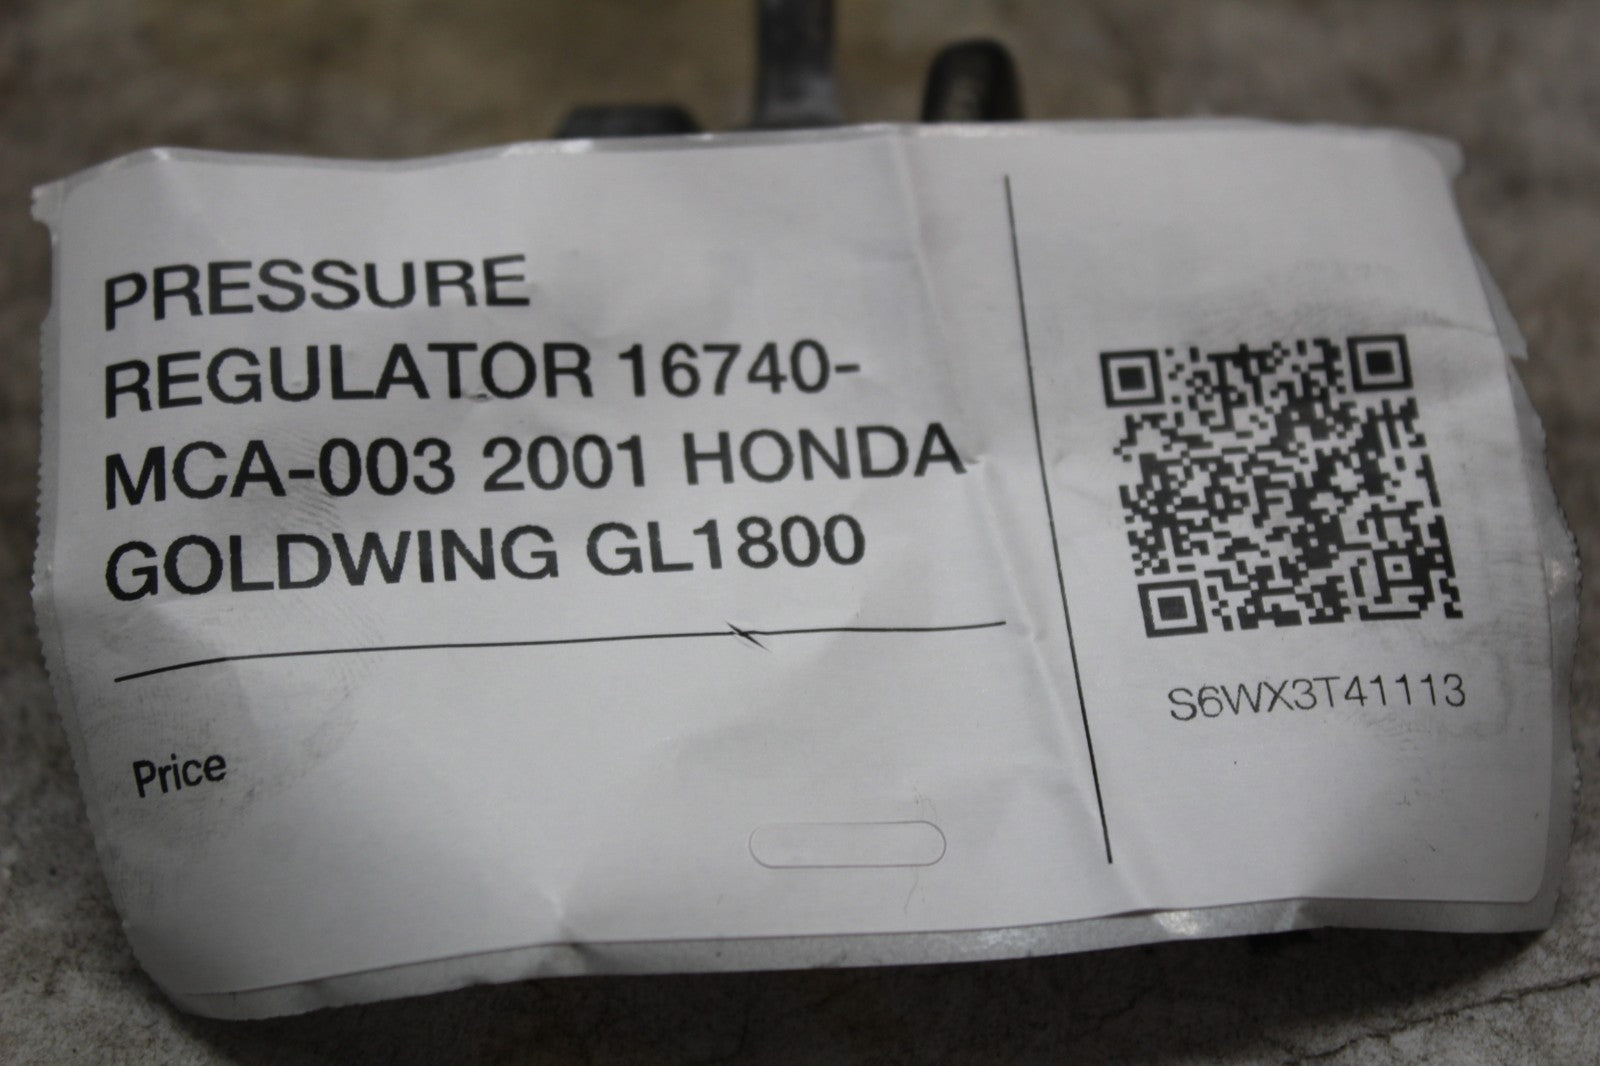 PRESSURE
REGULATOR 16740-
MCA-003 2001 HONDA
GOLDWING GL1800
Price
S6WX3T41113